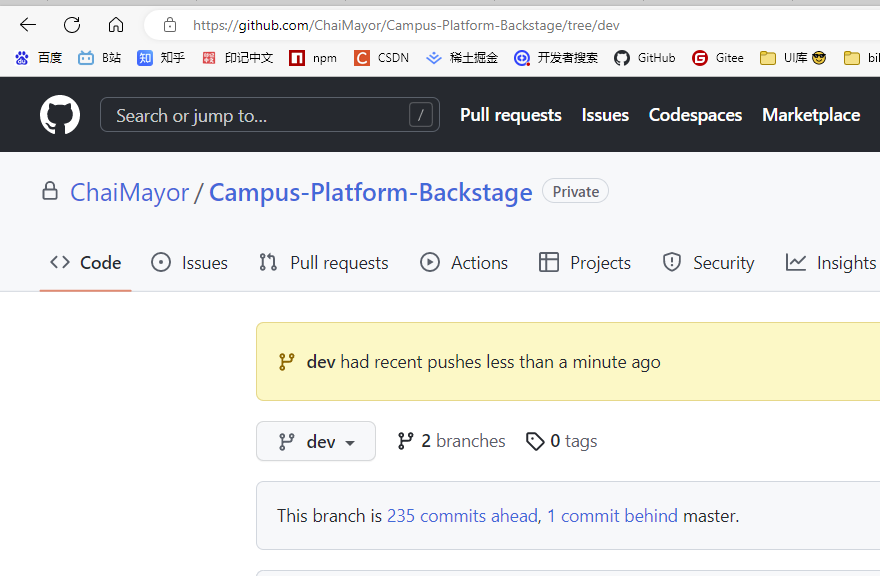 https://github.com/ChaiMayor/Campus-Platform-Backstage/tree/dev
百度 B站 知 知乎 印记中文 npm C CSDN 稀土掘金 开发者搜索 GitHub G Gitee UI库 😎 bil
Search or jump to... / Pull requests Issues Codespaces Marketplace
ChaiMayor / Campus-Platform-Backstage Private
Code Issues Pull requests Actions Projects Security Insights
dev had recent pushes less than a minute ago
dev 2 branches 0 tags
This branch is 235 commits ahead, 1 commit behind master.